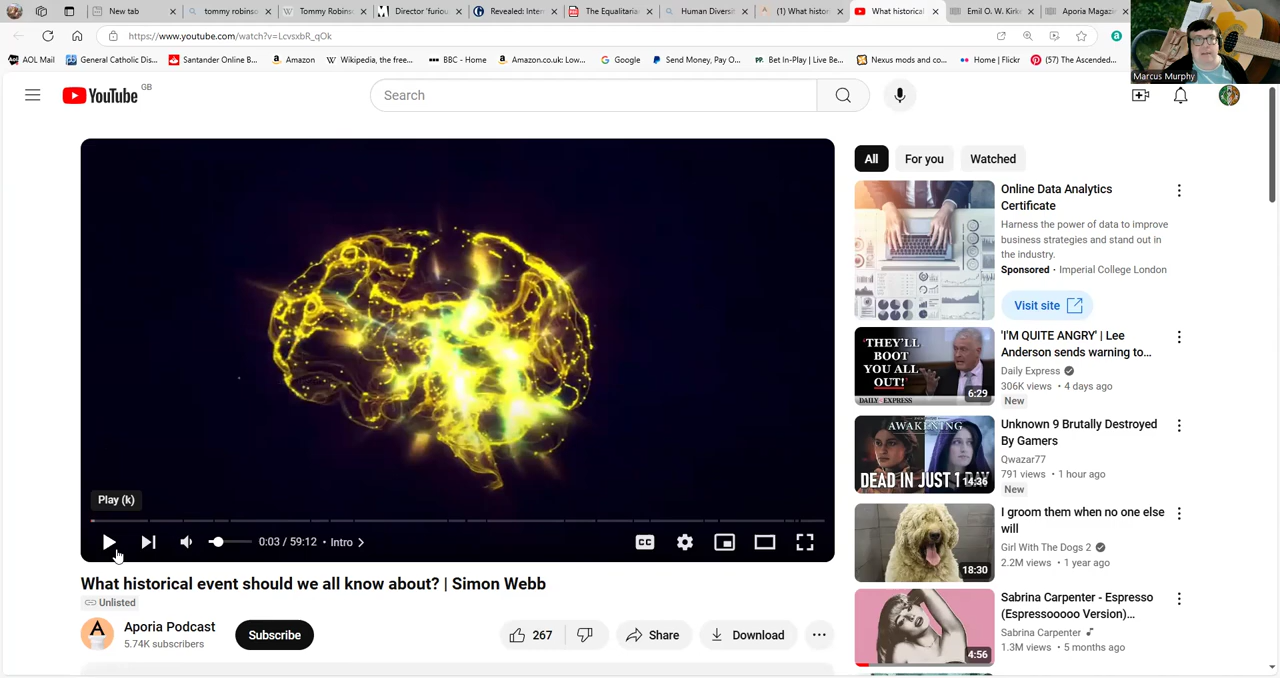 New tab
tommy robinso
Tommy Robins
Director 'furiou
Revealed: Inter
The Equalitaria
Human Diversit
(1) What histor
What historical
Emil O. W. Kirk
Aporia Magazin
https://www.youtube.com/watch?v=LcvsxbR_qOk
AOL Mail
General Catholic Dis...
Santander Online B...
Amazon
Wikipedia, the free...
BBC - Home
Amazon.co.uk: Low...
Google
Send Money, Pay O...
Bet In-Play | Live Be...
Nexus mods and co...
Home | Flickr
(57) The Ascended...
Marcus Murphy
YouTube GB
Search
All
For you
Watched
Online Data Analytics
Certificate
Harness the power of data to improve
business strategies and stand out in
the industry.
Sponsored • Imperial College London
Visit site
'THEY'LL
BOOT
YOU ALL
OUT!'
DAILY EXPRESS
6:29
'I'M QUITE ANGRY' | Lee
Anderson sends warning to...
Daily Express
306K views • 4 days ago
New
AWAKENING
DEAD IN JUST 1 DAY
14:36
Unknown 9 Brutally Destroyed
By Gamers
Qwazar77
791 views • 1 hour ago
New
Play (k)
0:03 / 59:12 • Intro
CC
18:30
I groom them when no one else
will
Girl With The Dogs 2
2.2M views • 1 year ago
What historical event should we all know about? | Simon Webb
Unlisted
A
Aporia Podcast
5.74K subscribers
Subscribe
267
Share
Download
4:56
Sabrina Carpenter - Espresso
(Espressooooo Version)...
Sabrina Carpenter
1.3M views • 5 months ago